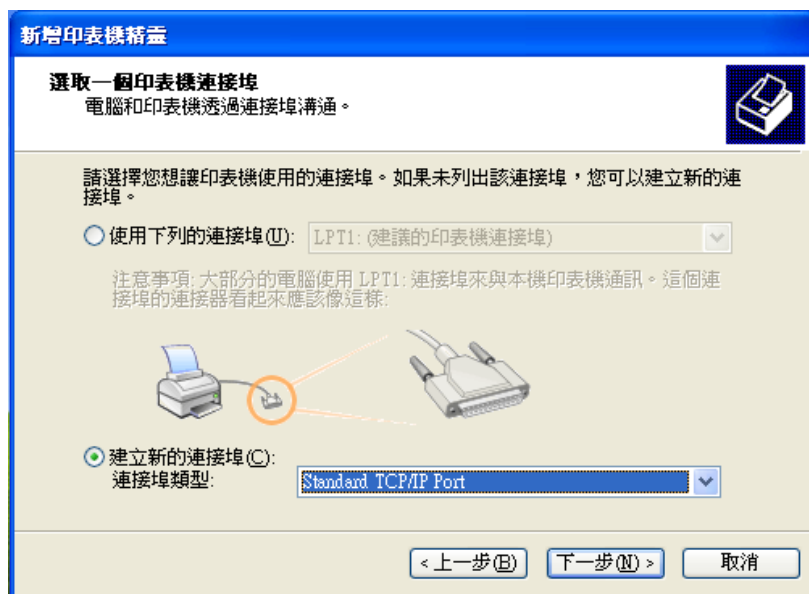 新增印表機精靈
選取一個印表機連接埠
電腦和印表機透過連接埠溝通。
請選擇您想讓印表機使用的連接埠。如果未列出該連接埠，您可以建立新的連
接埠。
使用下列的連接埠(U): LPT1: (建議的印表機連接埠)
注意事項: 大部分的電腦使用 LPT1: 連接埠來與本機印表機通訊。這個連
接埠的連接器看起來應該像這樣:
建立新的連接埠(C):
連接埠類型: Standard TCP/IP Port
<上一步(B) 下一步(N)> 取消